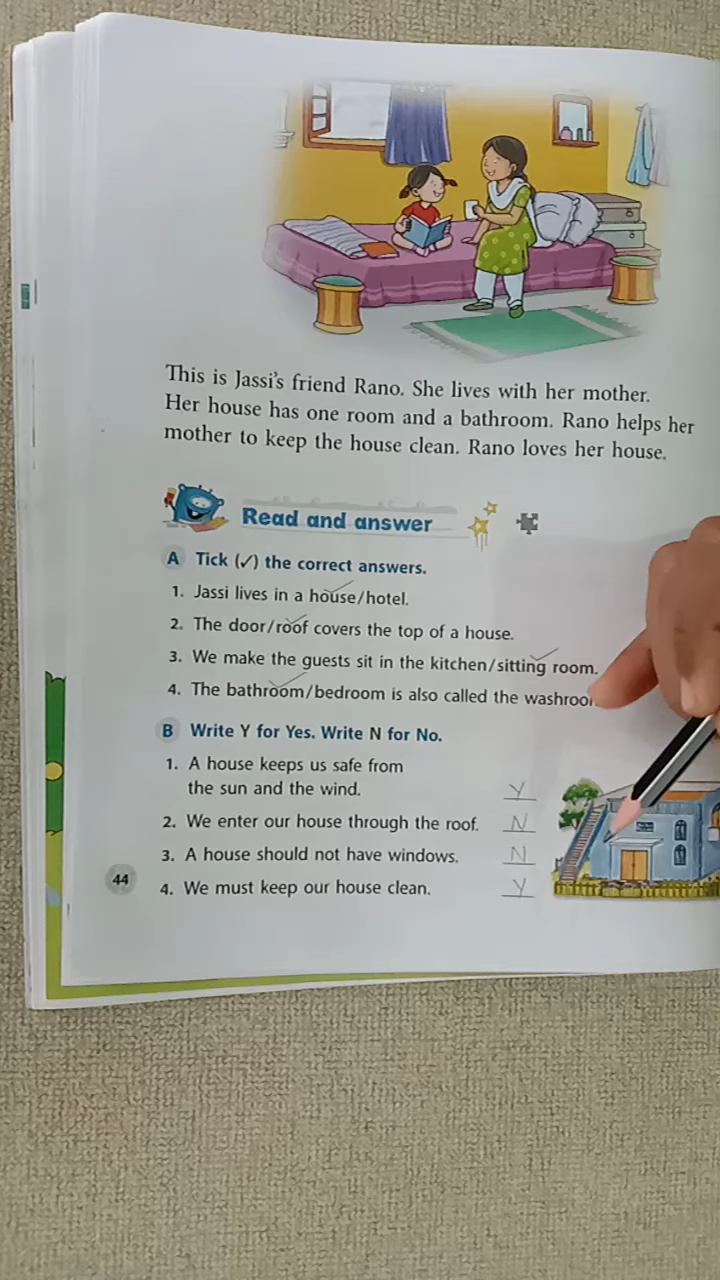 This is Jassi's friend Rano. She lives with her mother.
Her house has one room and a bathroom. Rano helps her
mother to keep the house clean. Rano loves her house.
Read and answer
A Tick (✓) the correct answers.
1. Jassi lives in a house/hotel.
2. The door/roof covers the top of a house.
3. We make the guests sit in the kitchen/sitting room.
4. The bathroom/bedroom is also called the
B Write Y for Yes. Write N for No.
1. A house keeps us safe from
the sun and the wind. Y
2. We enter our house through the roof. N
3. A house should not have windows. N
4. We must keep our house clean. Y
44